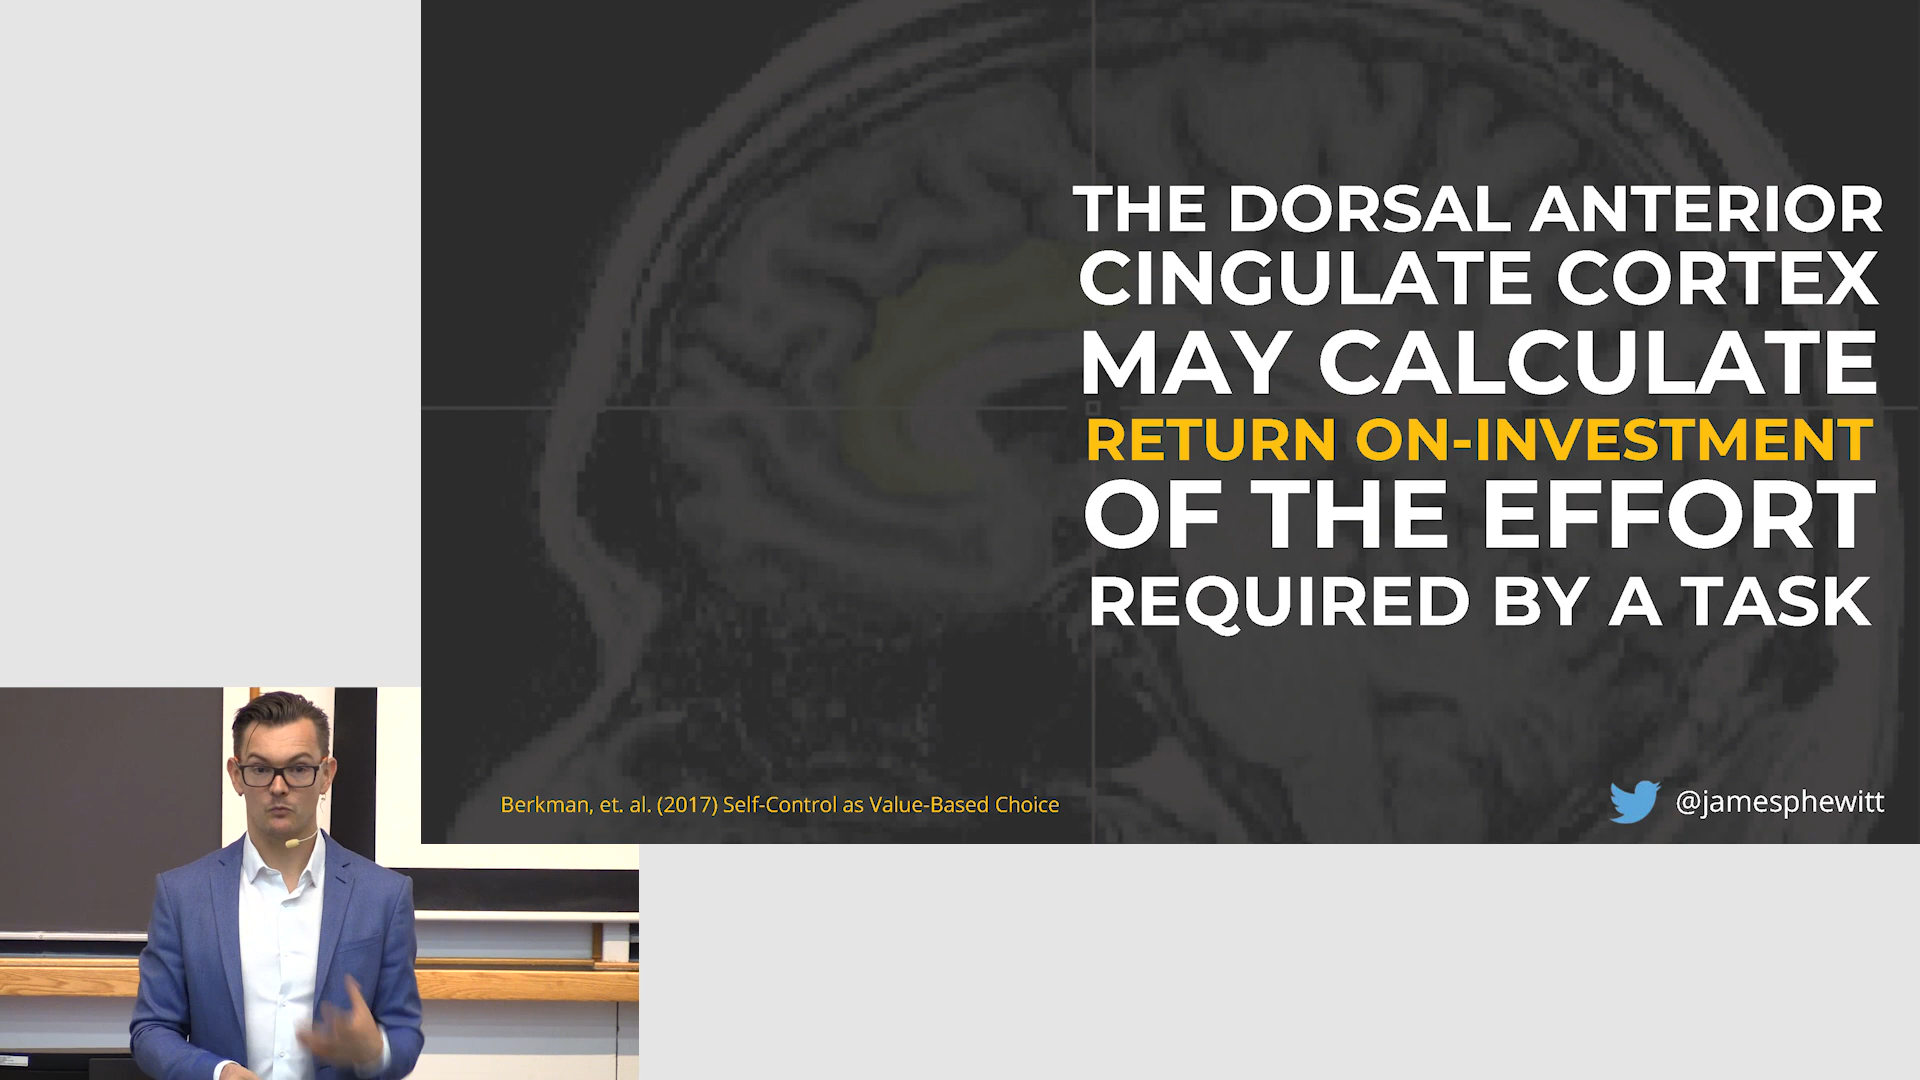 THE DORSAL ANTERIOR
CINGULATE CORTEX
MAY CALCULATE
RETURN ON-INVESTMENT
OF THE EFFORT
REQUIRED BY A TASK
Berkman, et. al. (2017) Self-Control as Value-Based Choice
@jamesphewitt